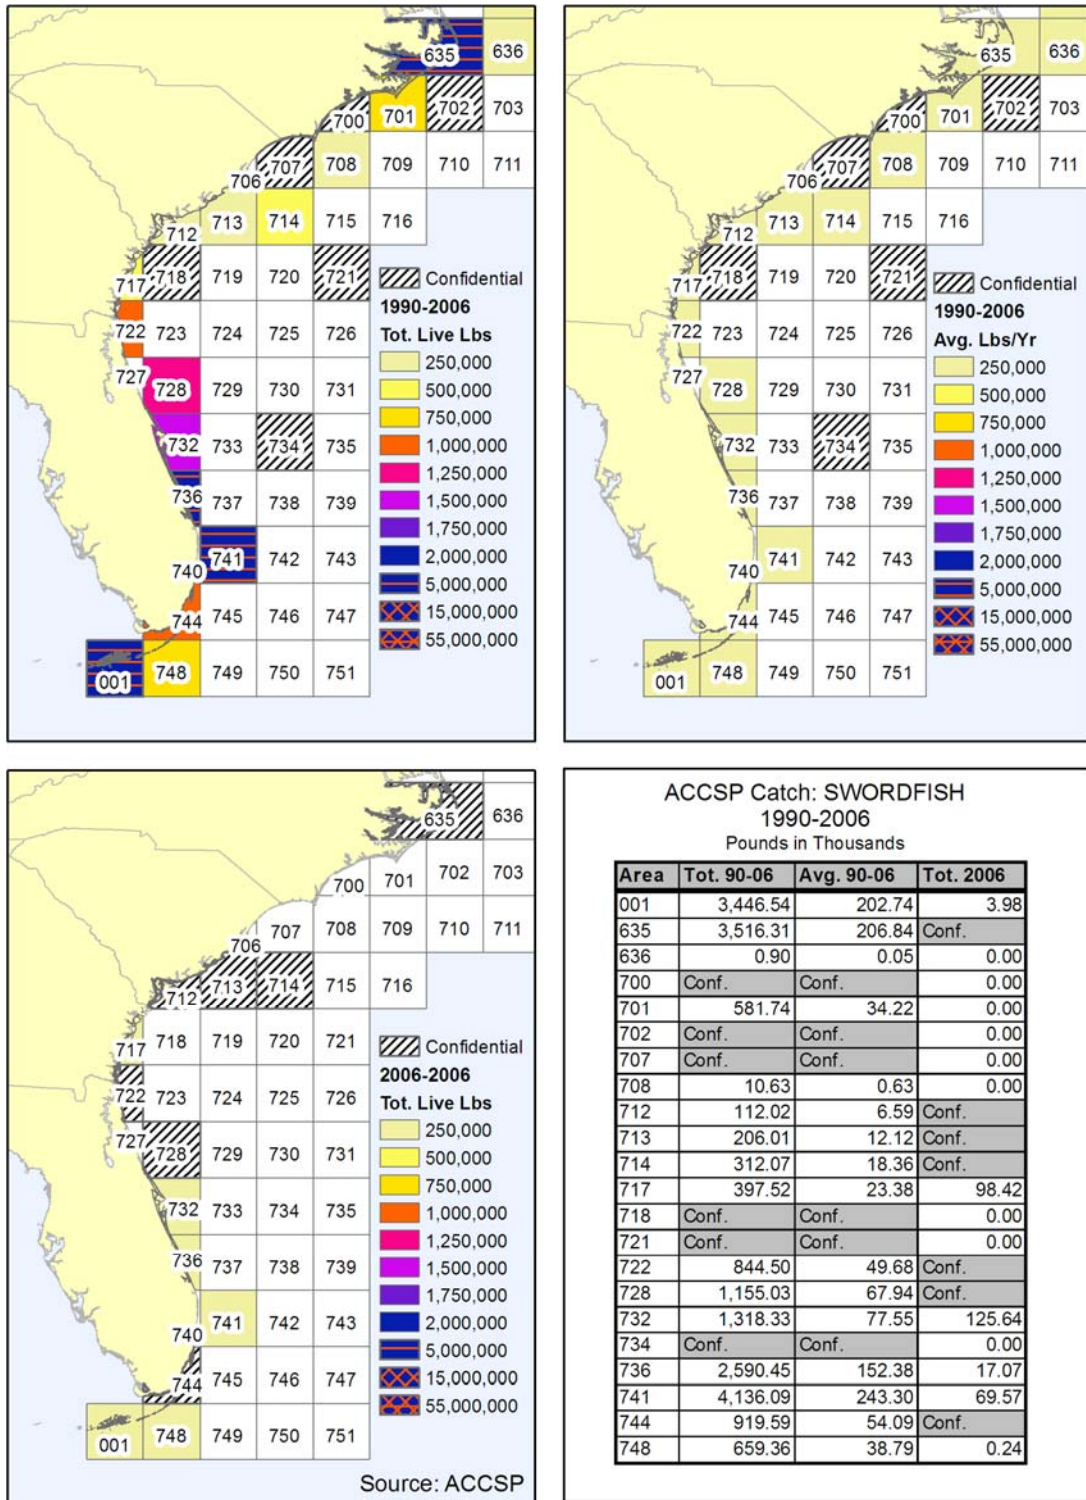 635 636
700 701 702 703
706 707 708 709 710 711
712 713 714 715 716
717 718 719 720 721
722 723 724 725 726
727 728 729 730 731
732 733 734 735
736 737 738 739
740 741 742 743
744 745 746 747
001 748 749 750 751
Confidential
1990-2006
Tot. Live Lbs
250,000
500,000
750,000
1,000,000
1,250,000
1,500,000
1,750,000
2,000,000
5,000,000
15,000,000
55,000,000
635 636
700 701 702 703
706 707 708 709 710 711
712 713 714 715 716
717 718 719 720 721
722 723 724 725 726
727 728 729 730 731
732 733 734 735
736 737 738 739
740 741 742 743
744 745 746 747
001 748 749 750 751
Confidential
1990-2006
Avg. Lbs/Yr
250,000
500,000
750,000
1,000,000
1,250,000
1,500,000
1,750,000
2,000,000
5,000,000
15,000,000
55,000,000
635 636
700 701 702 703
706 707 708 709 710 711
712 713 714 715 716
717 718 719 720 721
722 723 724 725 726
727 728 729 730 731
732 733 734 735
736 737 738 739
740 741 742 743
744 745 746 747
001 748 749 750 751
Confidential
2006-2006
Tot. Live Lbs
250,000
500,000
750,000
1,000,000
1,250,000
1,500,000
1,750,000
2,000,000
5,000,000
15,000,000
55,000,000
Source: ACCSP
ACCSP Catch: SWORDFISH
1990-2006
Pounds in Thousands
Area Tot. 90-06 Avg. 90-06 Tot. 2006
001 3,446.54 202.74 3.98
635 3,516.31 206.84 Conf.
636 0.90 0.05 0.00
700 Conf. Conf. 0.00
701 581.74 34.22 0.00
702 Conf. Conf. 0.00
707 Conf. Conf. 0.00
708 10.63 0.63 0.00
712 112.02 6.59 Conf.
713 206.01 12.12 Conf.
714 312.07 18.36 Conf.
717 397.52 23.38 98.42
718 Conf. Conf. 0.00
721 Conf. Conf. 0.00
722 844.50 49.68 Conf.
728 1,155.03 67.94 Conf.
732 1,318.33 77.55 125.64
734 Conf. Conf. 0.00
736 2,590.45 152.38 17.07
741 4,136.09 243.30 69.57
744 919.59 54.09 Conf.
748 659.36 38.79 0.24